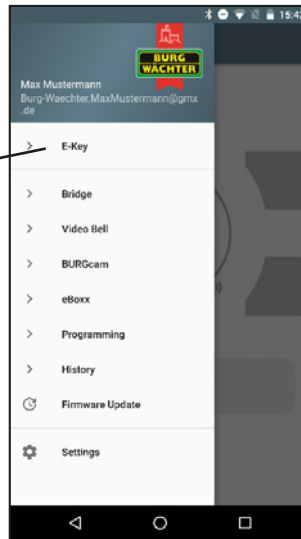 15:42
BURG
WÄCHTER
Max Mustermann
Burg-Waechter.MaxMustermann@gmx
.de
E-Key
Bridge
Video Bell
BURGcam
eBoxx
Programming
History
Firmware Update
Settings